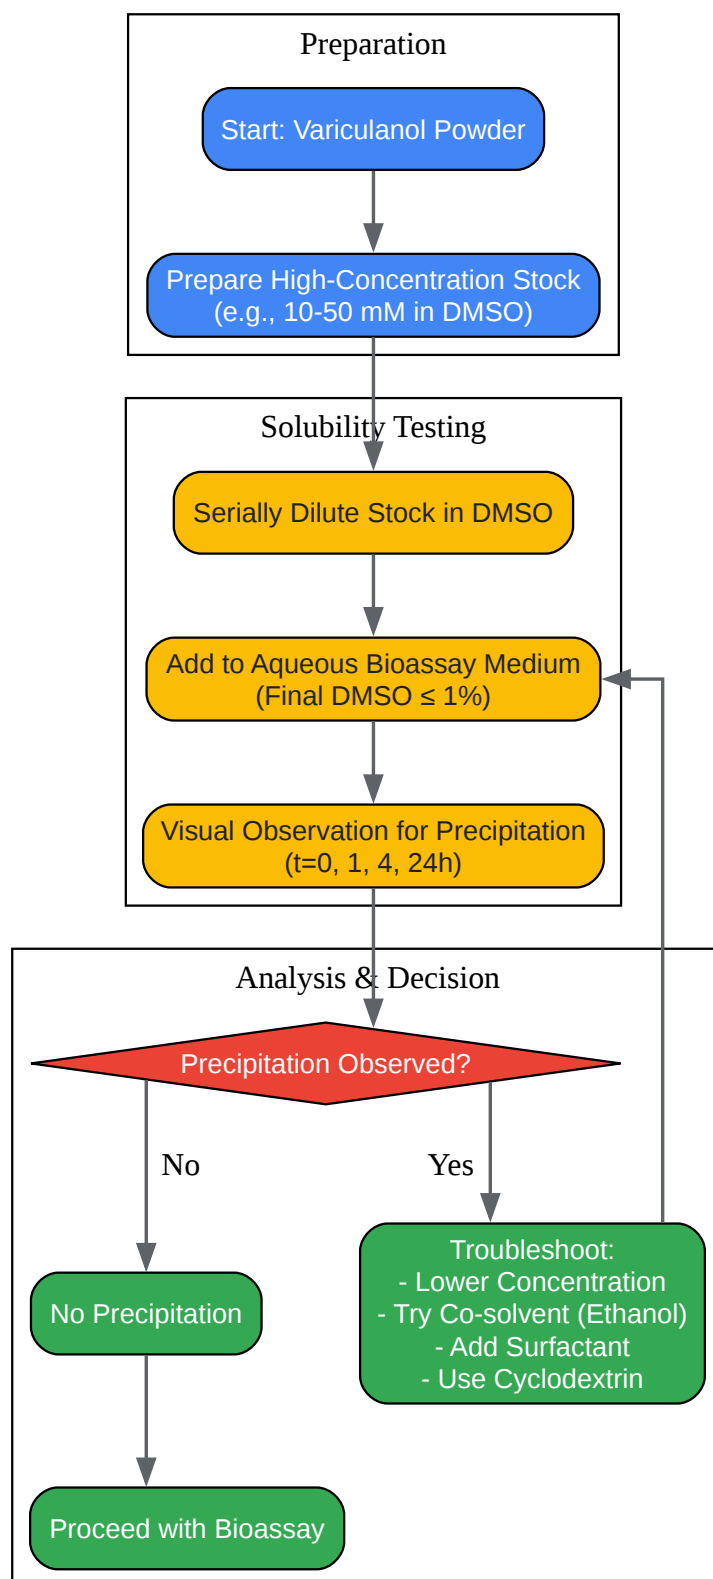 Preparation
Start: Variculanol Powder
Prepare High-Concentration Stock
(e.g., 10-50 mM in DMSO)
Solubility Testing
Serially Dilute Stock in DMSO
Add to Aqueous Bioassay Medium
(Final DMSO ≤ 1%)
Visual Observation for Precipitation
(t=0, 1, 4, 24h)
Analysis & Decision
Precipitation Observed?
No
Yes
Troubleshoot:
- Lower Concentration
- Try Co-solvent (Ethanol)
- Add Surfactant
- Use Cyclodextrin
No Precipitation
Proceed with Bioassay